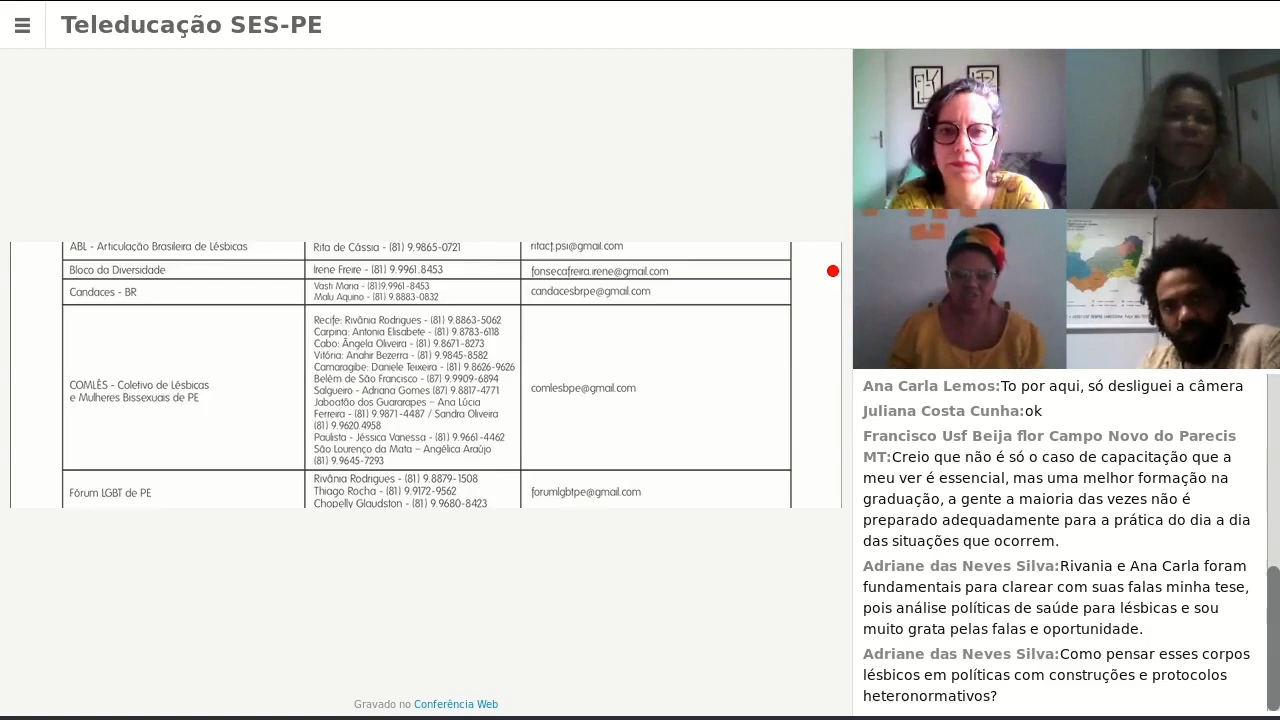 Teleducação SES-PE
ABL - Articulação Brasileira de Lésbicas
Rita de Cássia - (81) 9.9865-0721
ritacf.psi@gmail.com
Bloco da Diversidade
Irene Freire - (81) 9.9961.8453
fonsecafreira.irene@gmail.com
Candaces - BR
Vasti Maria - (81)9.9961-8453
Malu Aquino - (81) 9.8883-0832
candacesbrpe@gmail.com
COMLÉS - Coletivo de Lésbicas
e Mulheres Bissexuais de PE
Recife: Rivânia Rodrigues - (81) 9.8863-5062
Carpina: Antonia Elisabete - (81) 9.8783-6118
Cabo: Ângela Oliveira - (81) 9.8671-8273
Vitória: Anahir Bezerra - (81) 9.9845-8582
Camaragibe: Daniele Teixeira - (81) 9.8626-9626
Belém de São Francisco - (87) 9.9909-6894
Salgueiro - Adriana Gomes (87) 9.8817-4771
Jaboatão dos Guararapes – Ana Lúcia
Ferreira - (81) 9.9871-4487 / Sandra Oliveira
(81) 9.9620.4958
Paulista - Jéssica Vanessa - (81) 9.9661-4462
São Lourenço da Mata – Angélica Araújo
(81) 9.9645-7293
comlesbpe@gmail.com
Fórum LGBT de PE
Rivânia Rodrigues - (81) 9.8879-1508
Thiago Rocha - (81) 9.9172-9562
Chopelly Glaudston - (81) 9.9680-8423
forumlgbtpe@gmail.com
Gravado no Conferência Web
Ana Carla Lemos:To por aqui, só desliguei a câmera
Juliana Costa Cunha:ok
Francisco Usf Beija flor Campo Novo do Parecis
MT:Creio que não é só o caso de capacitação que a
meu ver é essencial, mas uma melhor formação na
graduação, a gente a maioria das vezes não é
preparado adequadamente para a prática do dia a dia
das situações que ocorrem.
Adriane das Neves Silva:Rivania e Ana Carla foram
fundamentais para clarear com suas falas minha tese,
pois análise políticas de saúde para lésbicas e sou
muito grata pelas falas e oportunidade.
Adriane das Neves Silva:Como pensar esses corpos
lésbicos em políticas com construções e protocolos
heteronormativos?